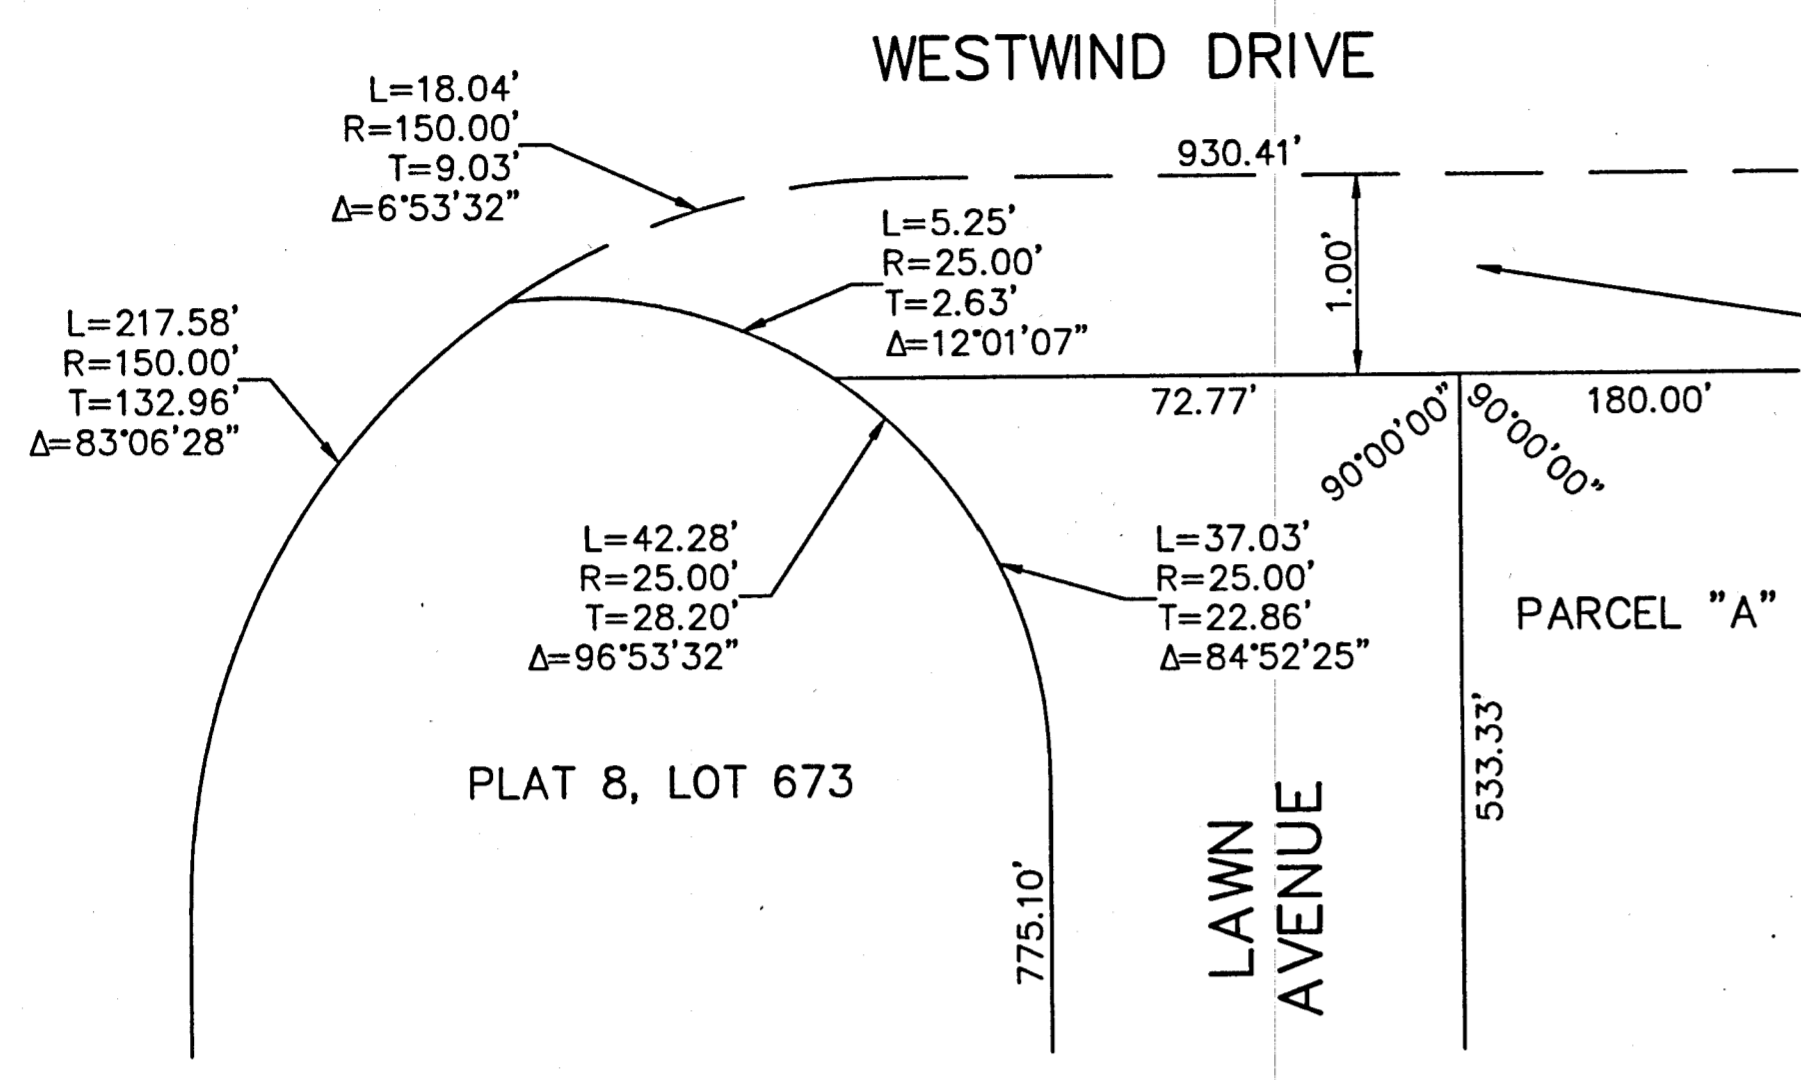 WESTWIND DRIVE
L=18.04'
R=150.00'
T=9.03'
Δ=6°53'32"
930.41'
L=5.25'
R=25.00'
T=2.63'
Δ=12°01'07"
1.00'
L=217.58'
R=150.00'
T=132.96'
Δ=83°06'28"
72.77'
90°00'00"
90°00'00"
180.00'
L=42.28'
R=25.00'
T=28.20'
Δ=96°53'32"
L=37.03'
R=25.00'
T=22.86'
Δ=84°52'25"
PARCEL "A"
533.33'
PLAT 8, LOT 673
775.10'
LAWN
AVENUE